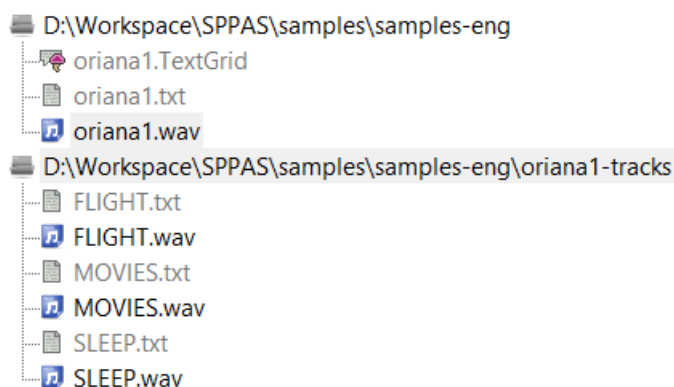 D:\Workspace\SPPAS\samples\samples-eng
oriana1.TextGrid
oriana1.txt
oriana1.wav
D:\Workspace\SPPAS\samples\samples-eng\oriana1-tracks
FLIGHT.txt
FLIGHT.wav
MOVIES.txt
MOVIES.wav
SLEEP.txt
SLEEP.wav